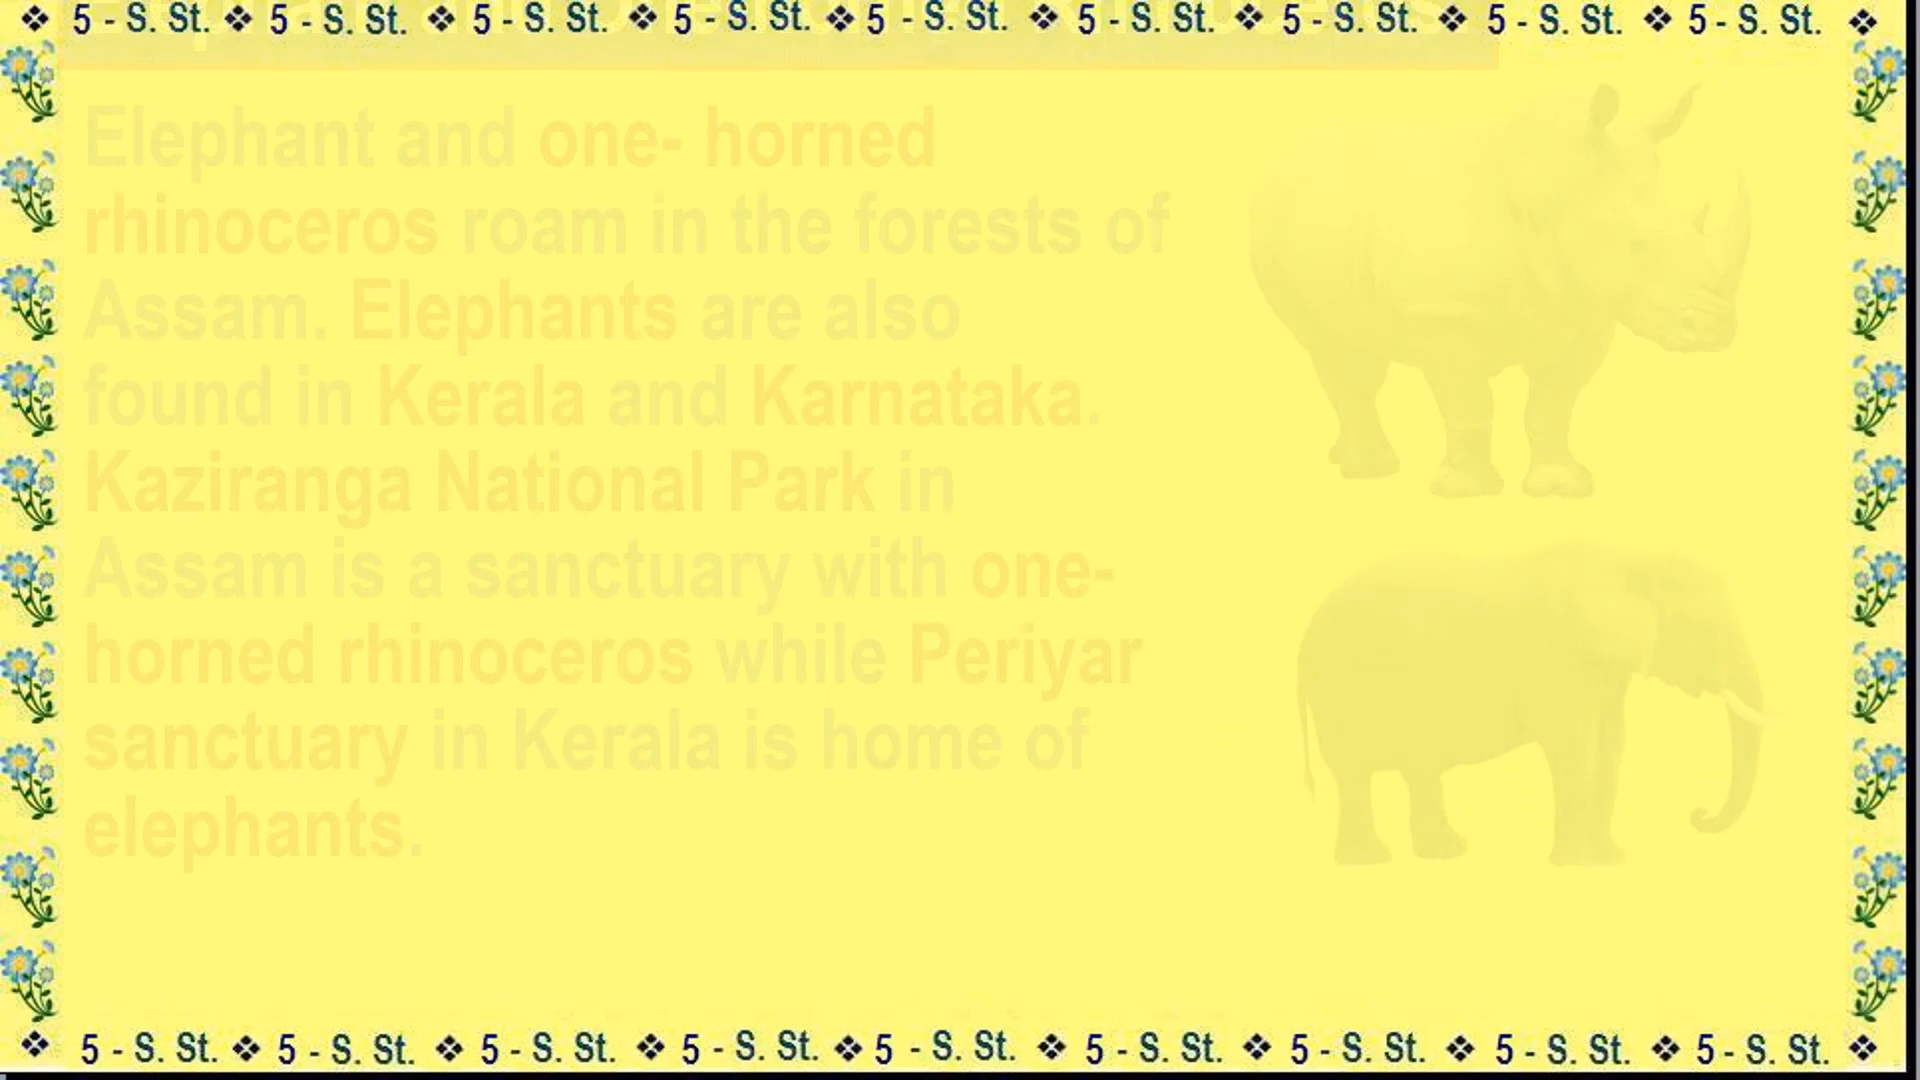 ❖ 5 - S. St. ❖ 5 - S. St. ❖ 5 - S. St. ❖ 5 - S. St. ❖ 5 - S. St. ❖ 5 - S. St. ❖ 5 - S. St. ❖ 5 - S. St. ❖ 5 - S. St. ❖
Elephant and one- horned
rhinoceros roam in the forests of
Assam. Elephants are also
found in Kerala and Karnataka.
Kaziranga National Park in
Assam is a sanctuary with one-
horned rhinoceros while Periyar
sanctuary in Kerala is home of
elephants.
❖ 5 - S. St. ❖ 5 - S. St. ❖ 5 - S. St. ❖ 5 - S. St. ❖ 5 - S. St. ❖ 5 - S. St. ❖ 5 - S. St. ❖ 5 - S. St. ❖ 5 - S. St. ❖